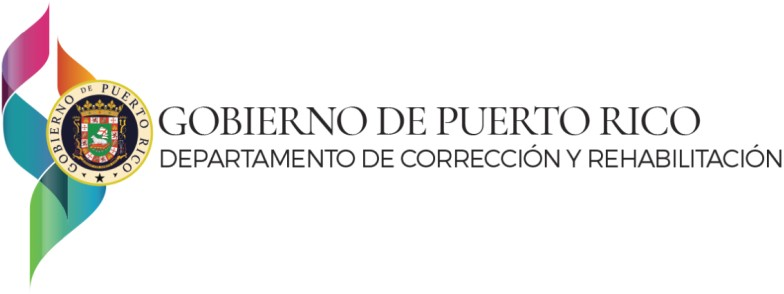 GOBIERNO DE PUERTO RICO
GOBIERNO DE PUERTO RICO
DEPARTAMENTO DE CORRECCIÓN Y REHABILITACIÓN